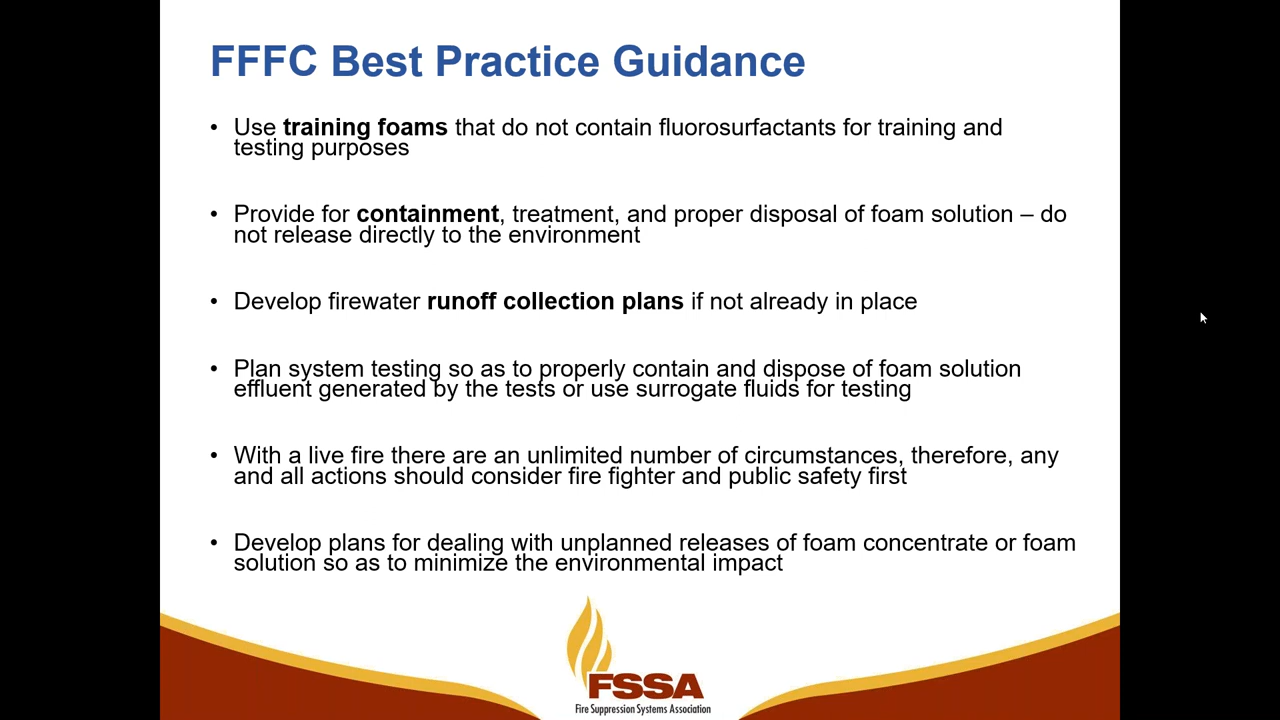 FFFC Best Practice Guidance
• Use training foams that do not contain fluorosurfactants for training and
testing purposes
• Provide for containment, treatment, and proper disposal of foam solution – do
not release directly to the environment
• Develop firewater runoff collection plans if not already in place
• Plan system testing so as to properly contain and dispose of foam solution
effluent generated by the tests or use surrogate fluids for testing
• With a live fire there are an unlimited number of circumstances, therefore, any
and all actions should consider fire fighter and public safety first
• Develop plans for dealing with unplanned releases of foam concentrate or foam
solution so as to minimize the environmental impact
FSSA
Fire Suppression Systems Association